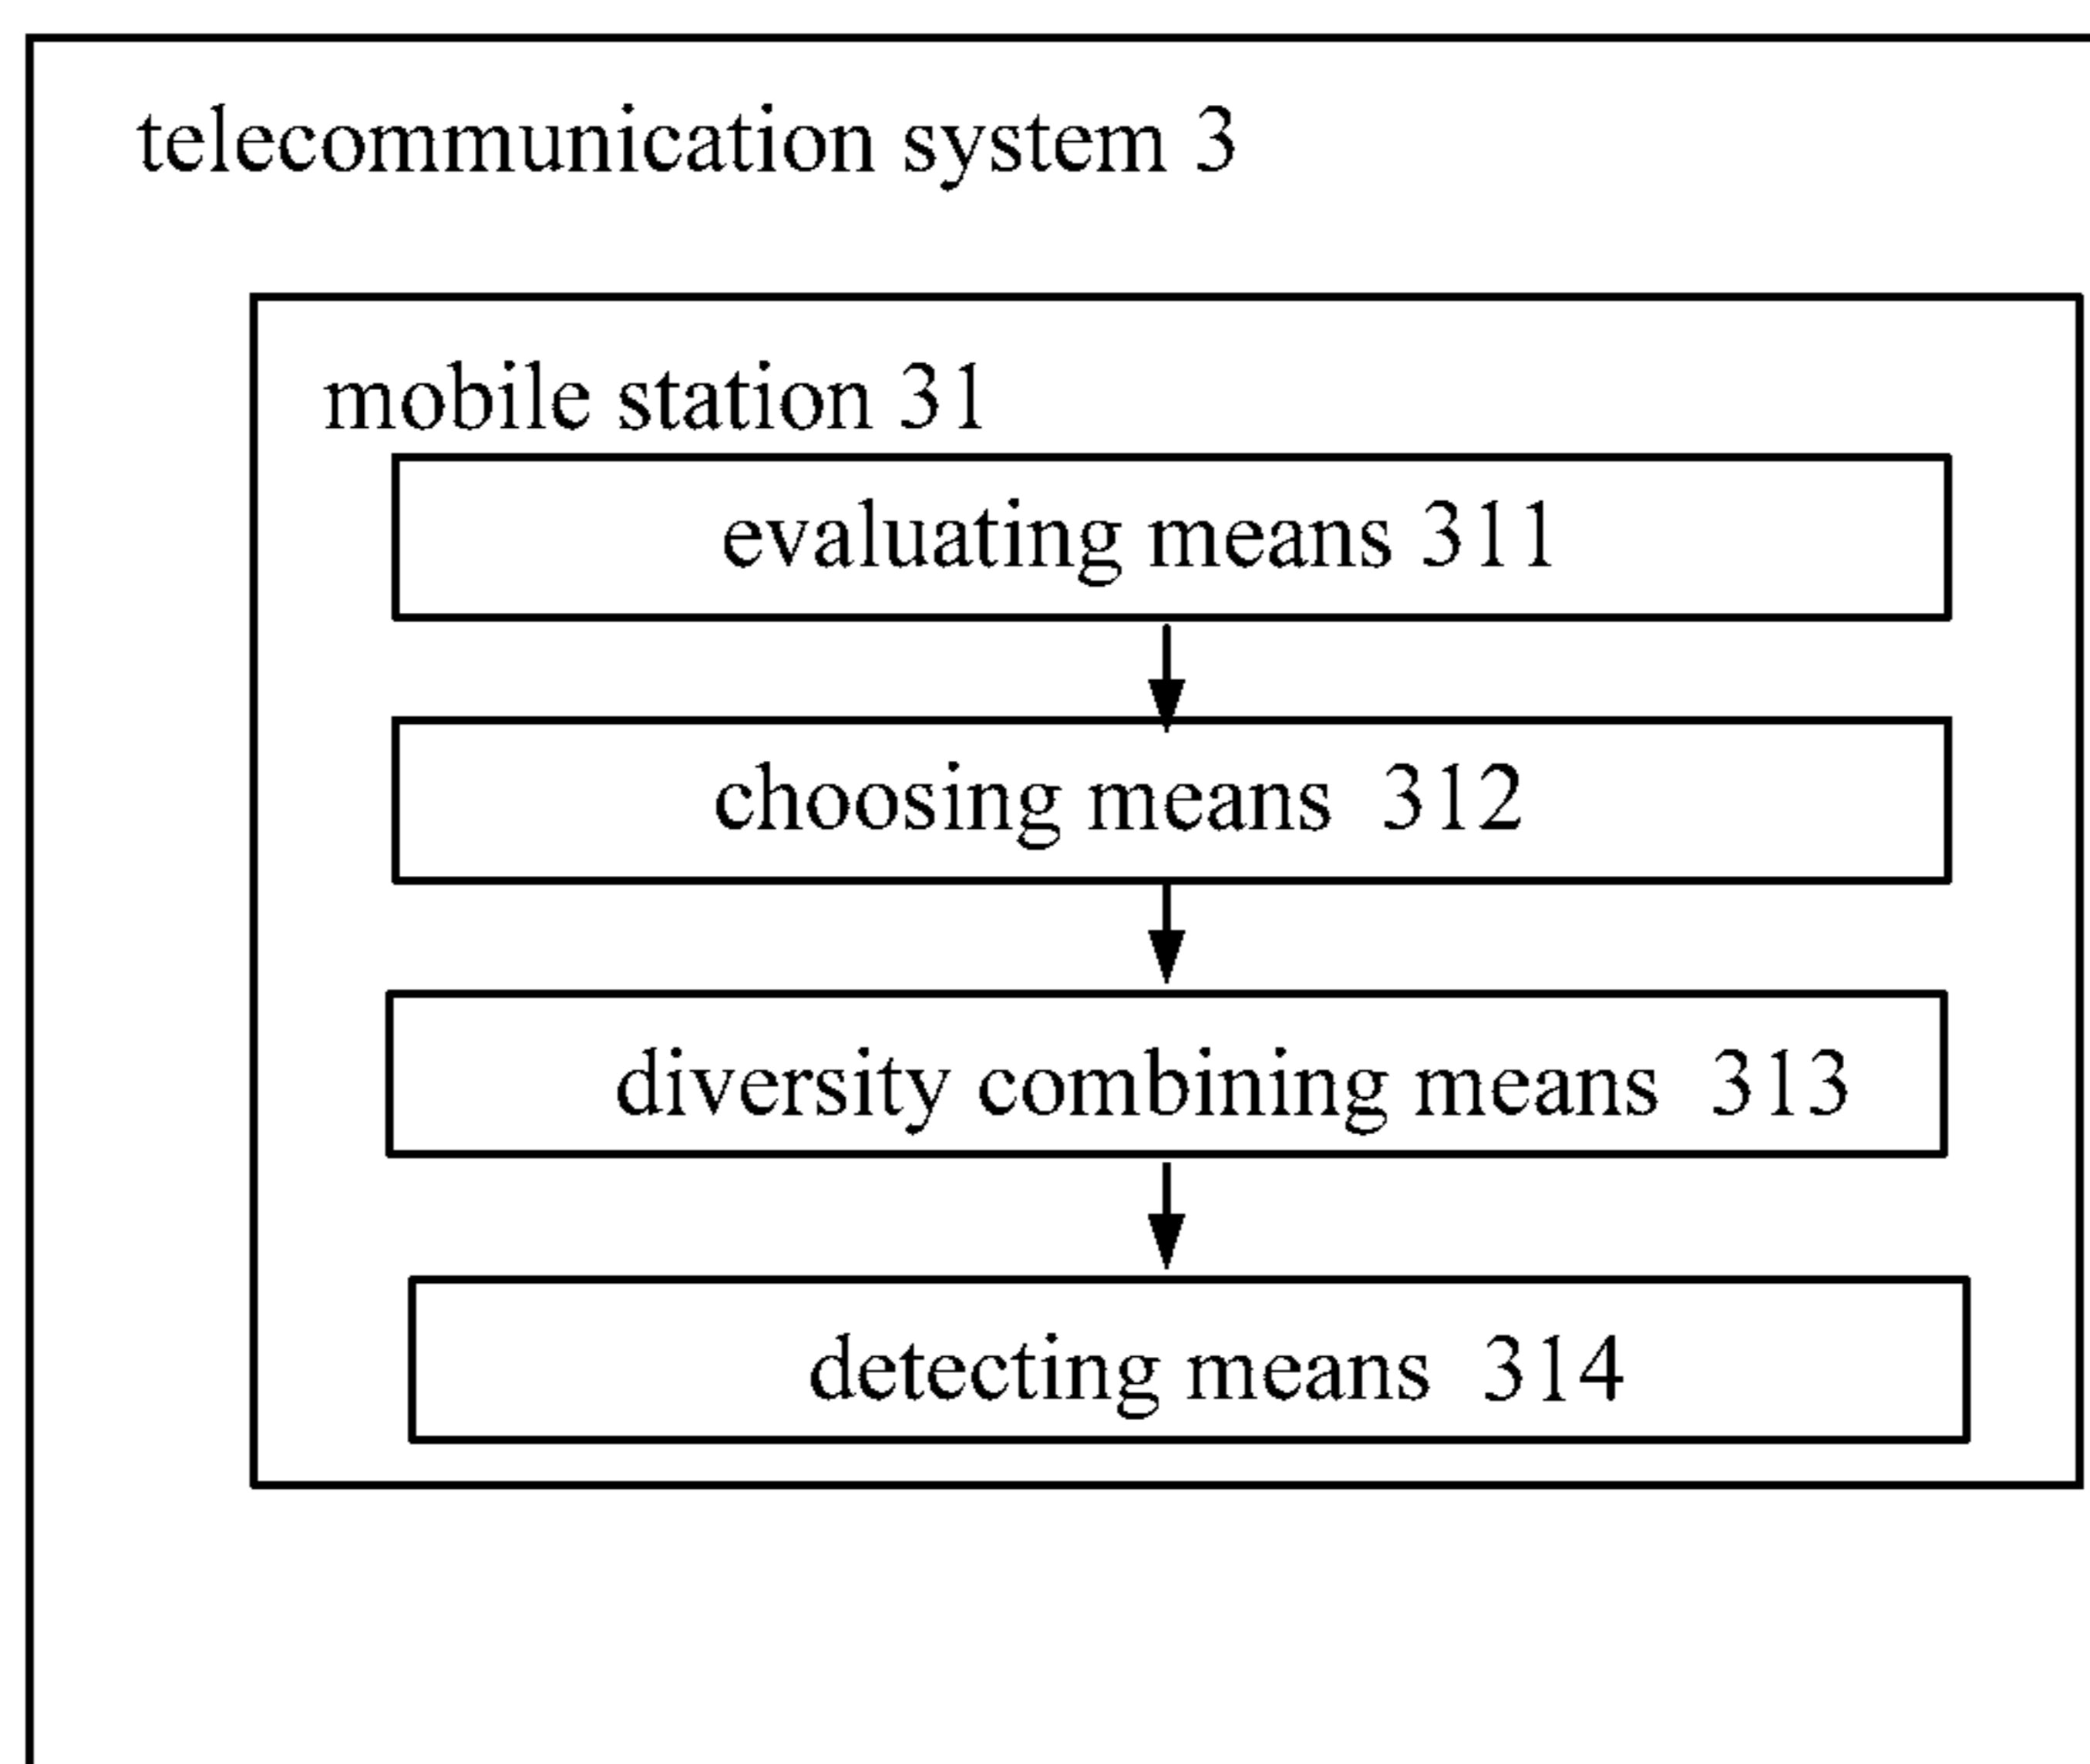 telecommunication system 3
mobile station 31
evaluating means 311
choosing means 312
diversity combining means 313
detecting means 314